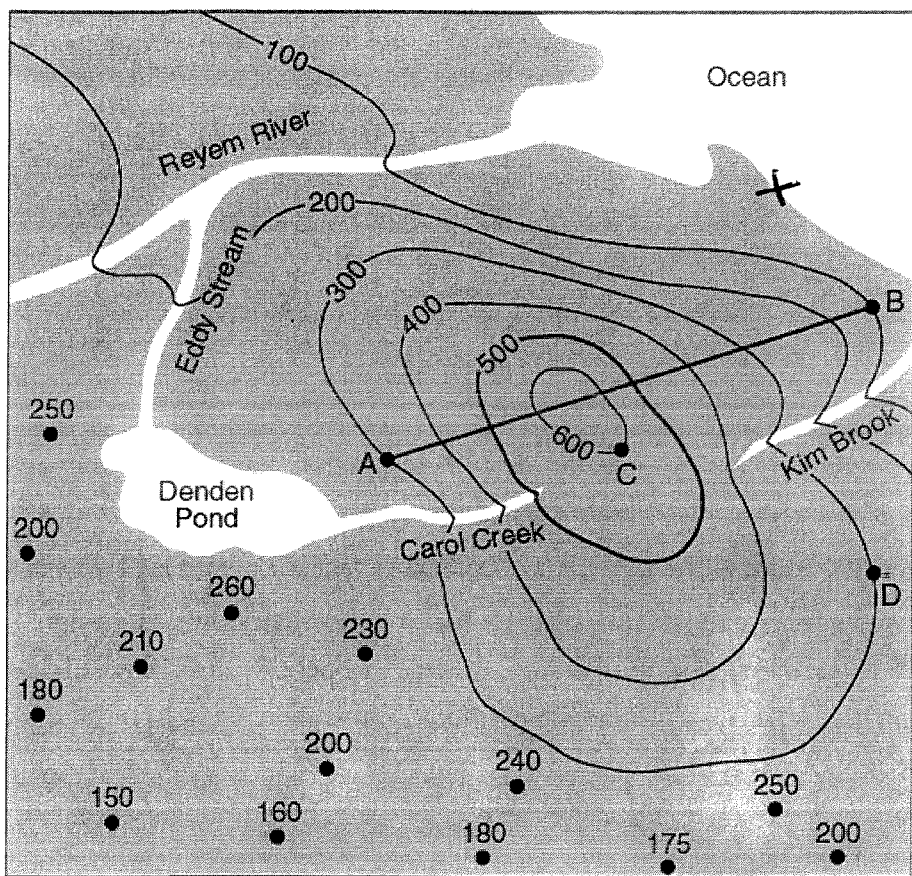 100
Ocean
Reyem River
200
Eddy Stream
300
B
400
500
250
600
A
C
Kim Brook
Denden
Pond
Carol Creek
200
D
260
230
210
180
200
240
250
150
160
180
175
200